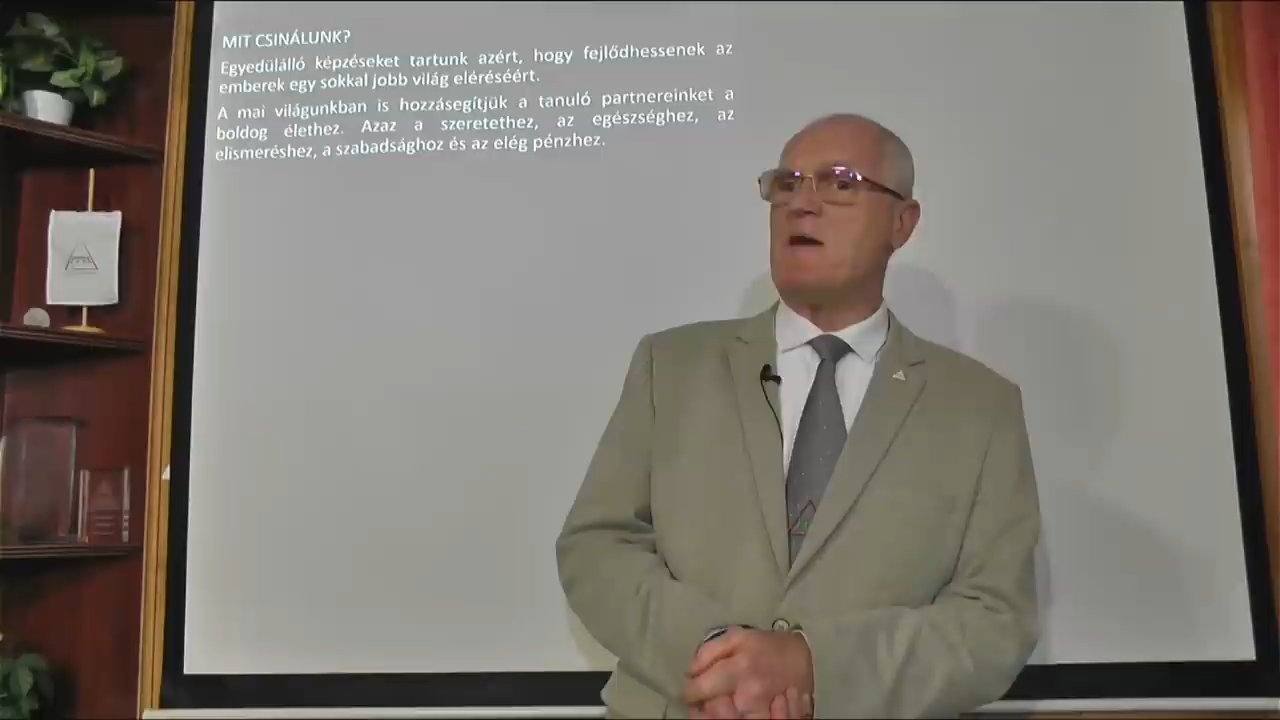 MIT CSINÁLUNK?
Egyedülálló képzéseket tartunk azért, hogy fejlődhessenek az
emberek egy sokkal jobb világ eléréséért.
A mai világunkban is hozzásegítjük a tanuló partnereinket a
boldog élethez. Azaz a szeretethez, az egészséghez, az
elismeréshez, a szabadsághoz és az elég pénzhez.